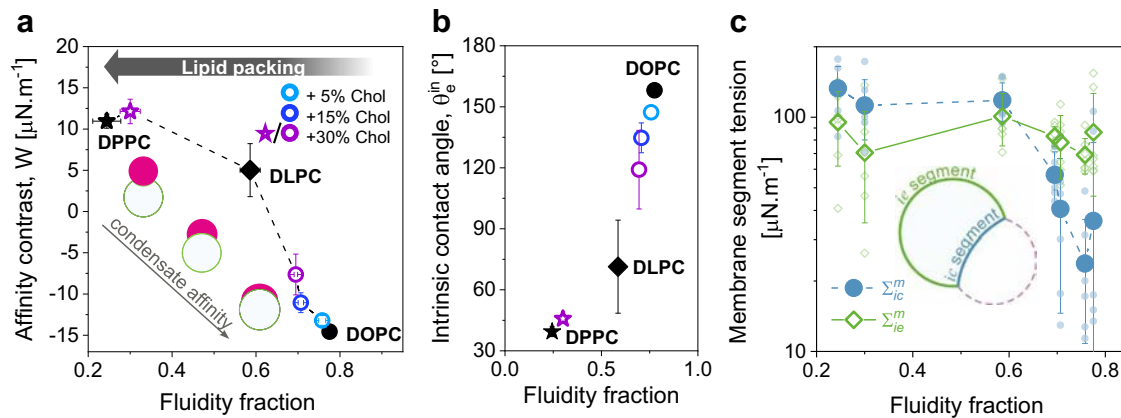 a
Affinity contrast, W [µN.m⁻¹]
20
15
10
5
0
-5
-10
-15
Lipid packing
+ 5% Chol
+15% Chol
/ +30% Chol
DPPC
DLPC
DOPC
condensate affinity
0.2 0.4 0.6 0.8
Fluidity fraction
b
Intrinsic contact angle, θₑⁱⁿ [°]
180
150
120
90
60
30
DOPC
DLPC
DPPC
0.0 0.5 1.0
Fluidity fraction
c
Membrane segment tension
[µN.m⁻¹]
100
10
ie segment
ic segment
Σᵐ_ic
Σᵐ_ie
0.2 0.4 0.6 0.8
Fluidity fraction